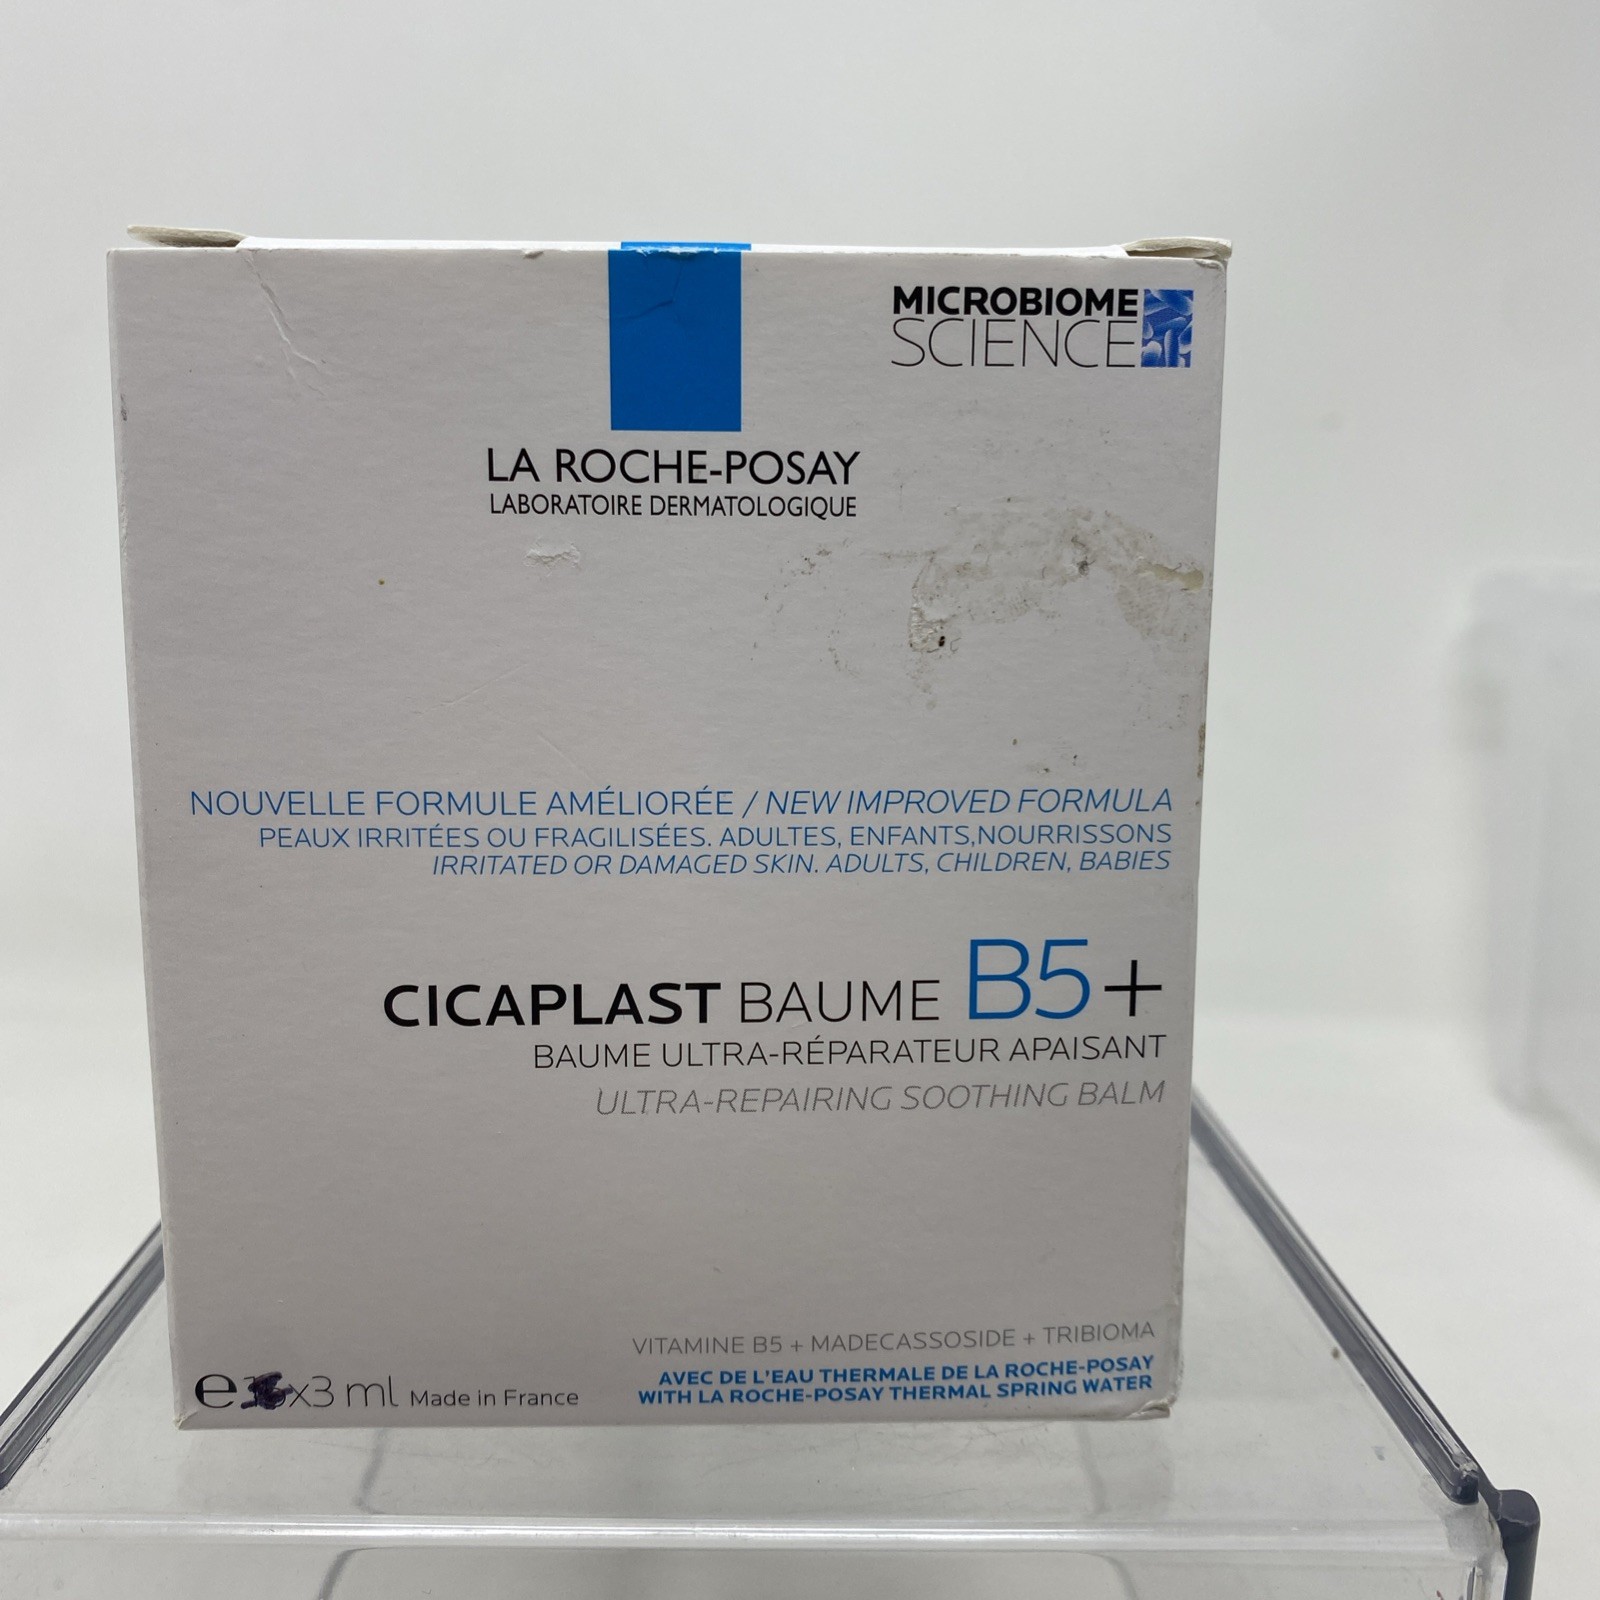 MICROBIOME
SCIENCE
LA ROCHE-POSAY
LABORATOIRE DERMATOLOGIQUE
NOUVELLE FORMULE AMÉLIORÉE / NEW IMPROVED FORMULA
PEAUX IRRITÉES OU FRAGILISÉES. ADULTES, ENFANTS,NOURRISSONS
IRRITATED OR DAMAGED SKIN. ADULTS, CHILDREN, BABIES
CICAPLAST BAUME B5+
BAUME ULTRA-RÉPARATEUR APAISANT
ULTRA-REPAIRING SOOTHING BALM
VITAMINE B5 + MADECASSOSIDE + TRIBIOMA
AVEC DE L'EAU THERMALE DE LA ROCHE-POSAY
WITH LA ROCHE-POSAY THERMAL SPRING WATER
e x3 ml Made in France